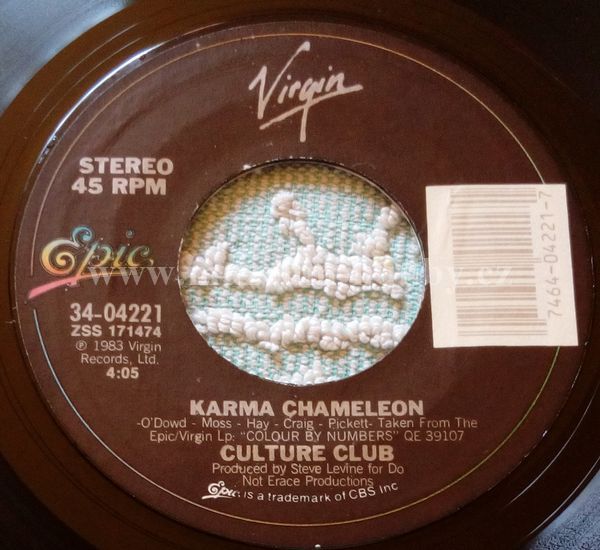 Virgin
STEREO
45 RPM
Epic
34-04221
ZSS 171474
℗ 1983 Virgin
Records, Ltd.
4:05
7464-04221-7
KARMA CHAMELEON
-O'Dowd - Moss - Hay - Craig - Pickett- Taken From The
Epic/Virgin Lp: "COLOUR BY NUMBERS" QE 39107
CULTURE CLUB
Produced by Steve Levine for Do
Not Erace Productions
Epic is a trademark of CBS Inc